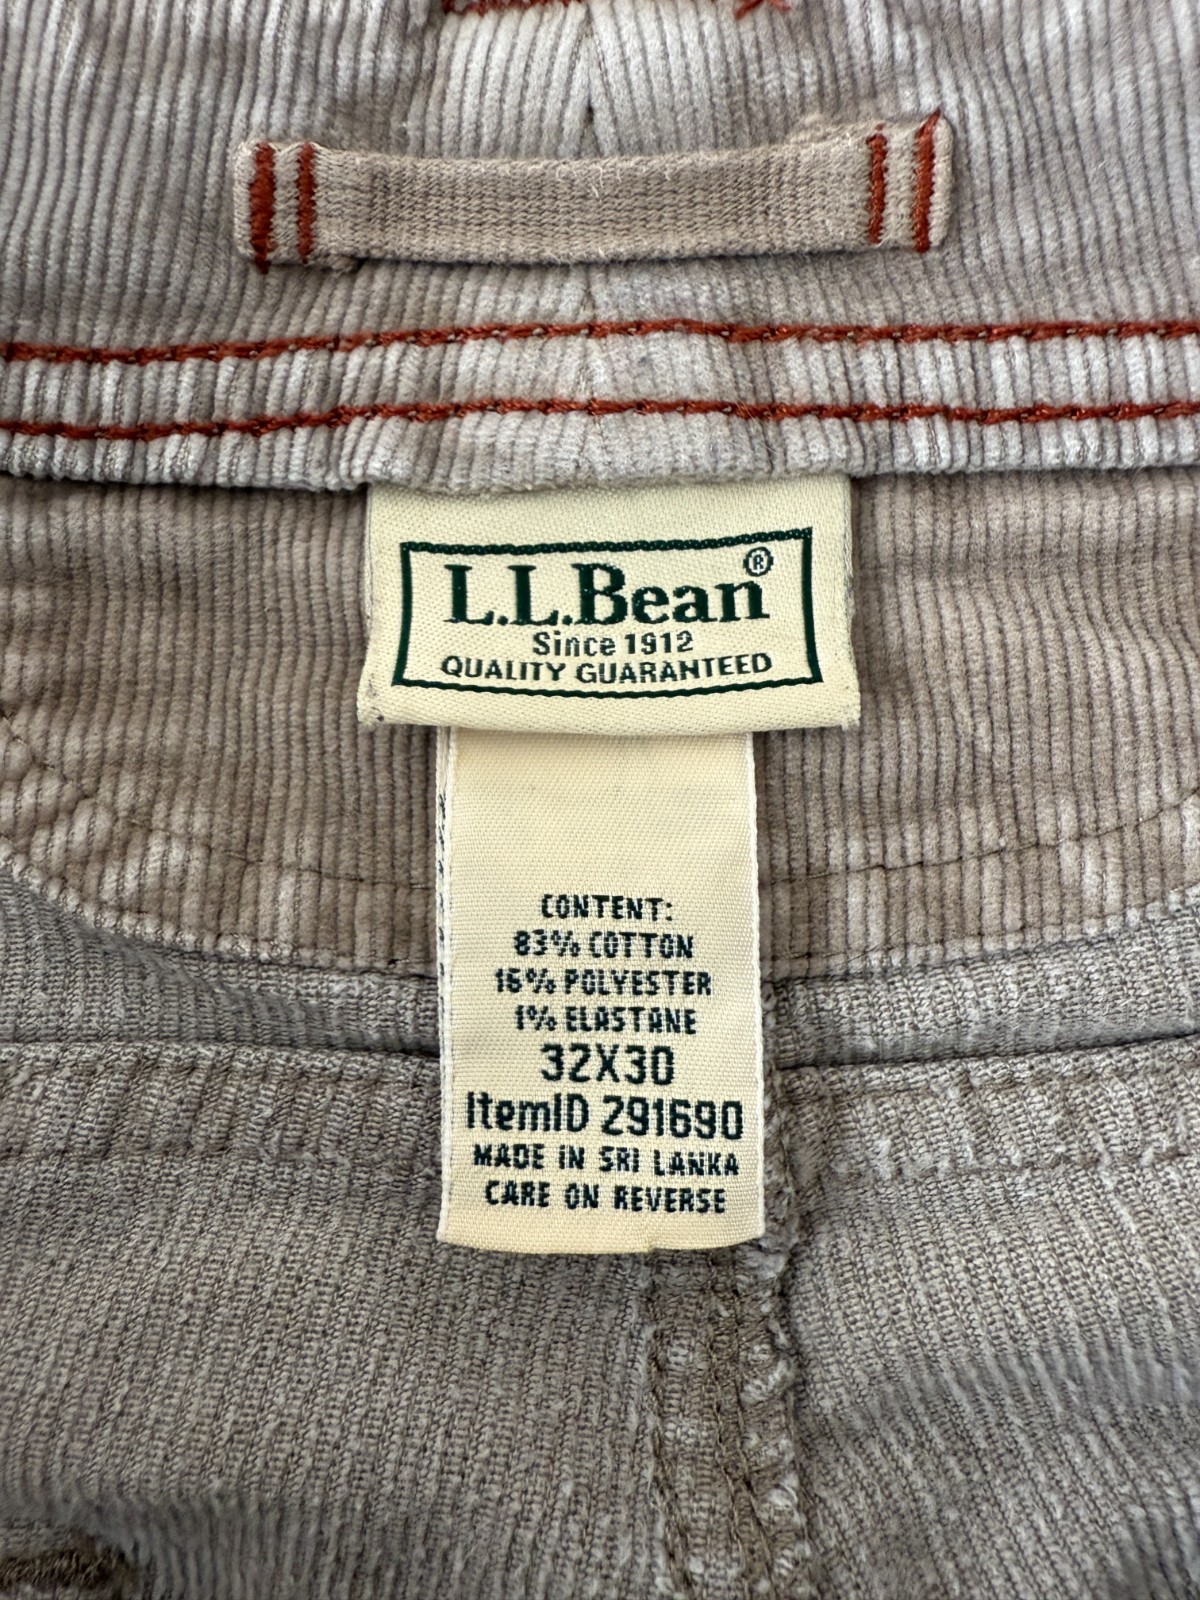 L.L.Bean®
Since 1912
QUALITY GUARANTEED
CONTENT:
83% COTTON
16% POLYESTER
1% ELASTANE
32X30
ItemID 291690
MADE IN SRI LANKA
CARE ON REVERSE